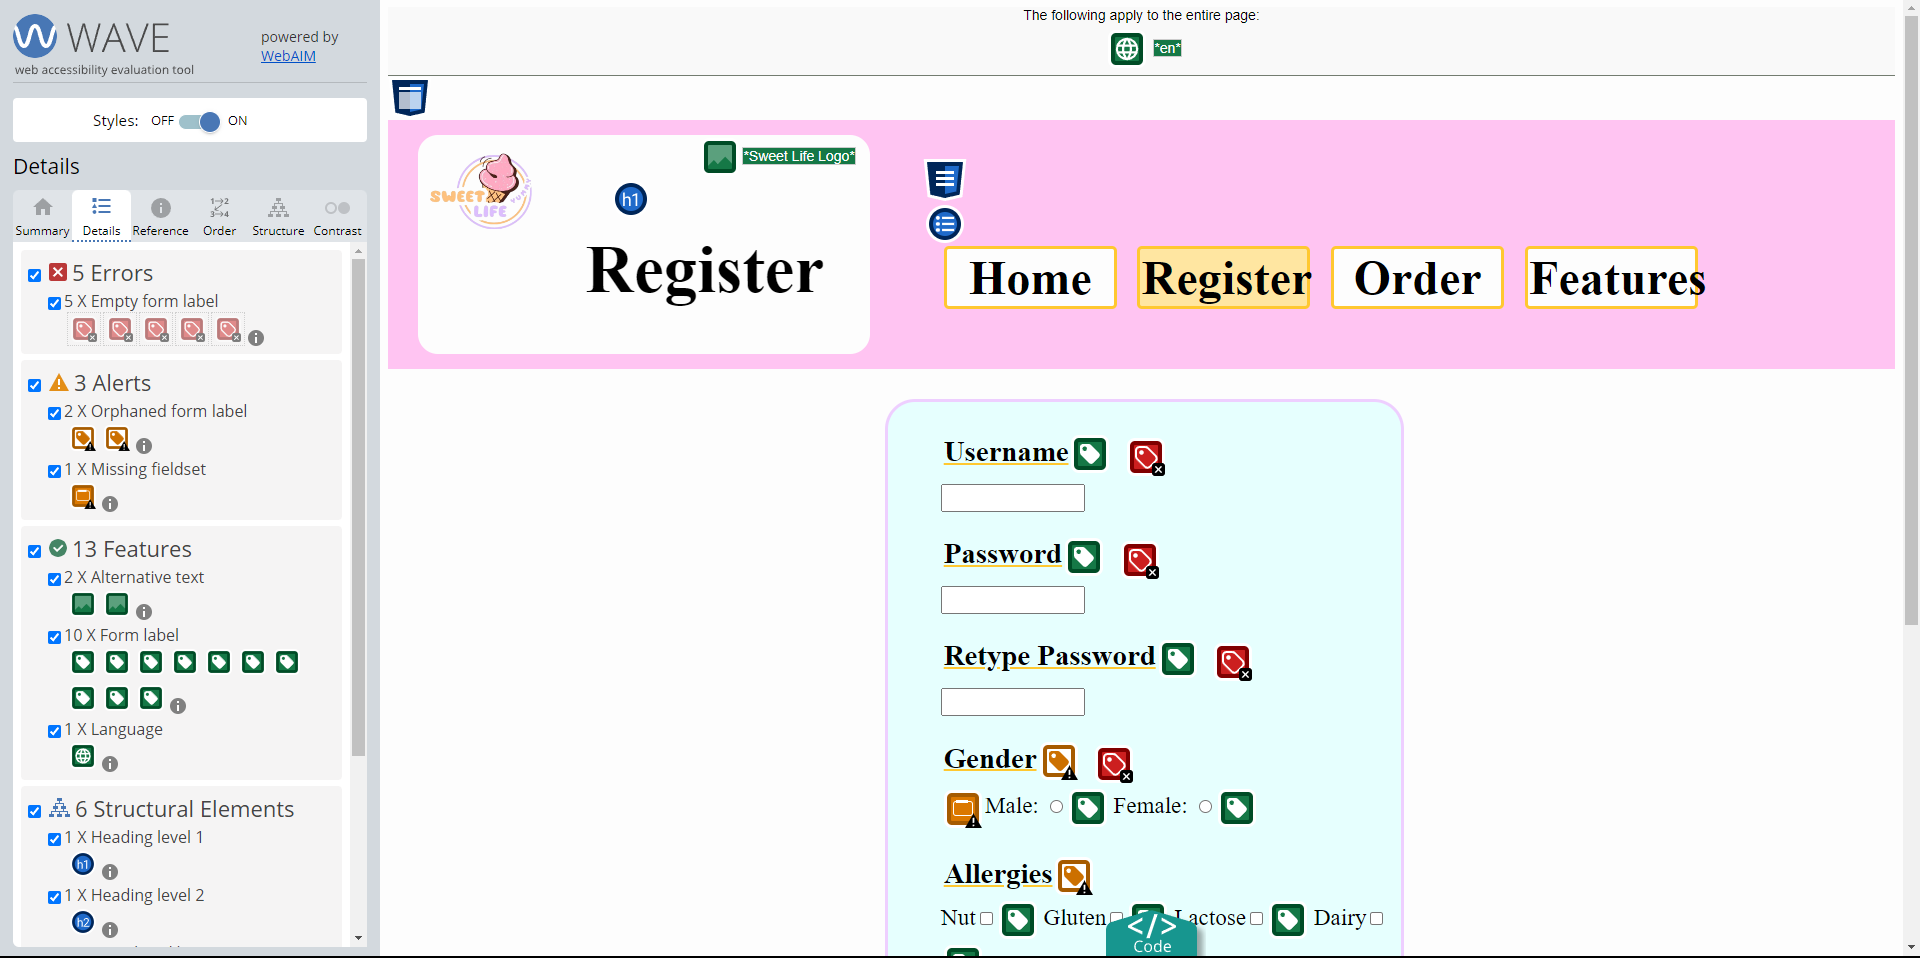 WAVE
web accessibility evaluation tool
powered by
WebAIM
Styles: OFF ON
Details
Summary Details Reference Order Structure Contrast
5 Errors
5 X Empty form label
3 Alerts
2 X Orphaned form label
1 X Missing fieldset
13 Features
2 X Alternative text
10 X Form label
1 X Language
6 Structural Elements
1 X Heading level 1
h1
1 X Heading level 2
h2
The following apply to the entire page:
*en*
SWEET
LIFE
YUMMY
*Sweet Life Logo*
h1
Register
Home Register Order Features
Username
Password
Retype Password
Gender
Male: Female:
Allergies
Nut Gluten Lactose Dairy
</> Code